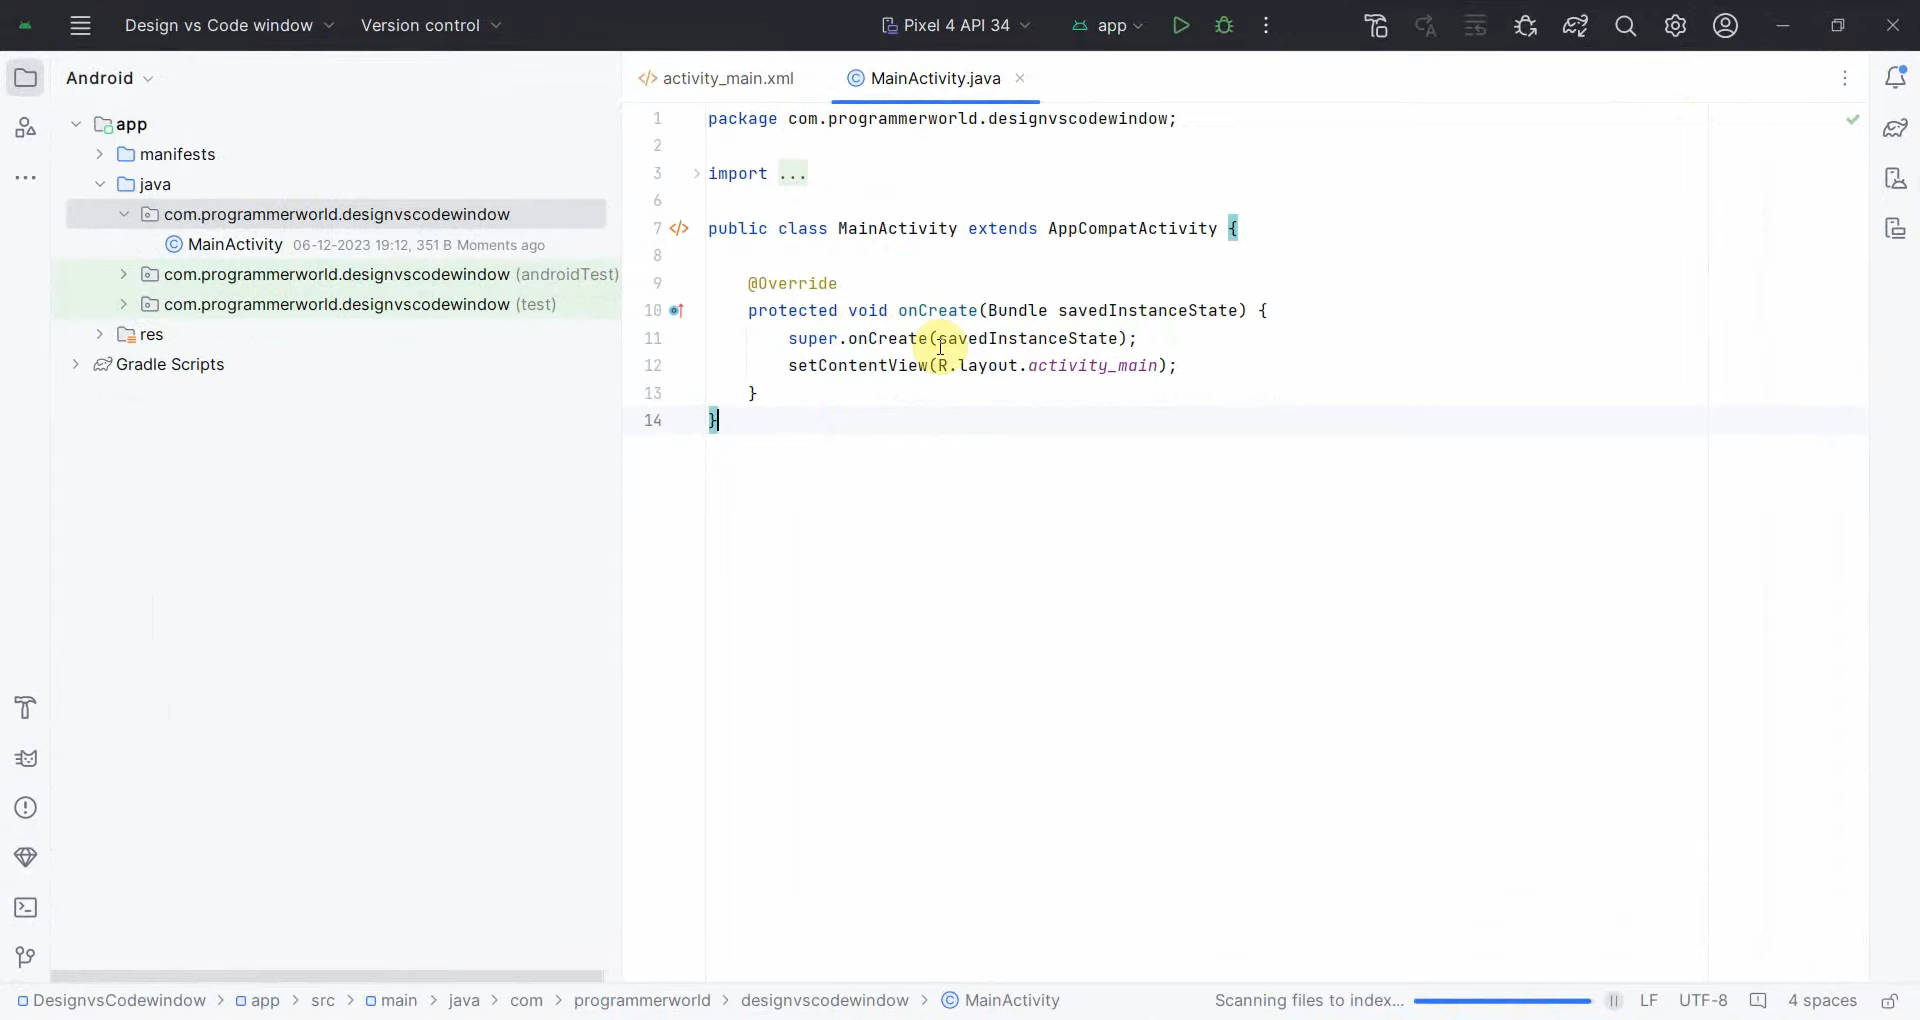 Design vs Code window Version control Pixel 4 API 34 app
Android
app
manifests
java
com.programmerworld.designvscodewindow
MainActivity 06-12-2023 19:12, 351 B Moments ago
com.programmerworld.designvscodewindow (androidTest)
com.programmerworld.designvscodewindow (test)
res
Gradle Scripts
</> activity_main.xml C MainActivity.java
1 package com.programmerworld.designvscodewindow;
2
3 import ...
6
7 </> public class MainActivity extends AppCompatActivity {
8
9 @Override
10 protected void onCreate(Bundle savedInstanceState) {
11 super.onCreate(savedInstanceState);
12 setContentView(R.layout.activity_main);
13 }
14 }
DesignvsCodewindow > app > src > main > java > com > programmerworld > designvscodewindow > C MainActivity Scanning files to index... LF UTF-8 4 spaces